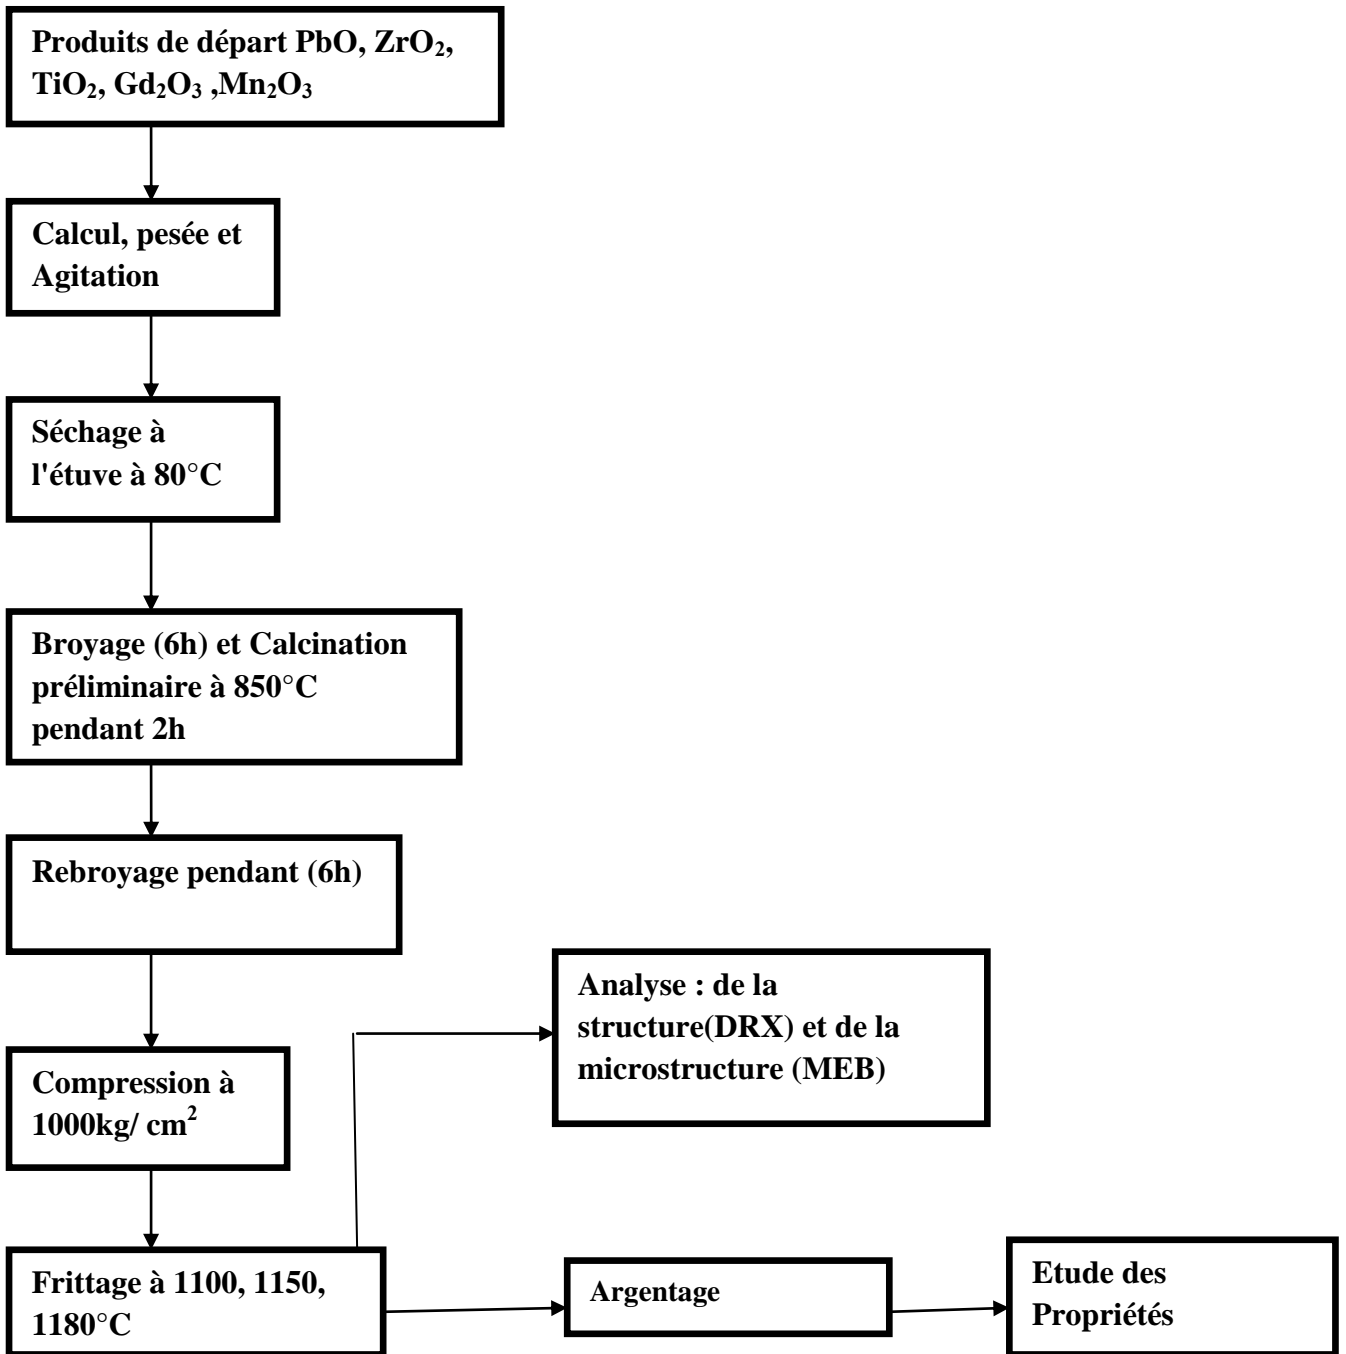 Produits de départ PbO, ZrO₂,
TiO₂, Gd₂O₃ ,Mn₂O₃
Calcul, pesée et
Agitation
Séchage à
l'étuve à 80°C
Broyage (6h) et Calcination
préliminaire à 850°C
pendant 2h
Rebroyage pendant (6h)
Compression à
1000kg/ cm²
Analyse : de la
structure(DRX) et de la
microstructure (MEB)
Frittage à 1100, 1150,
1180°C
Argentage
Etude des
Propriétés